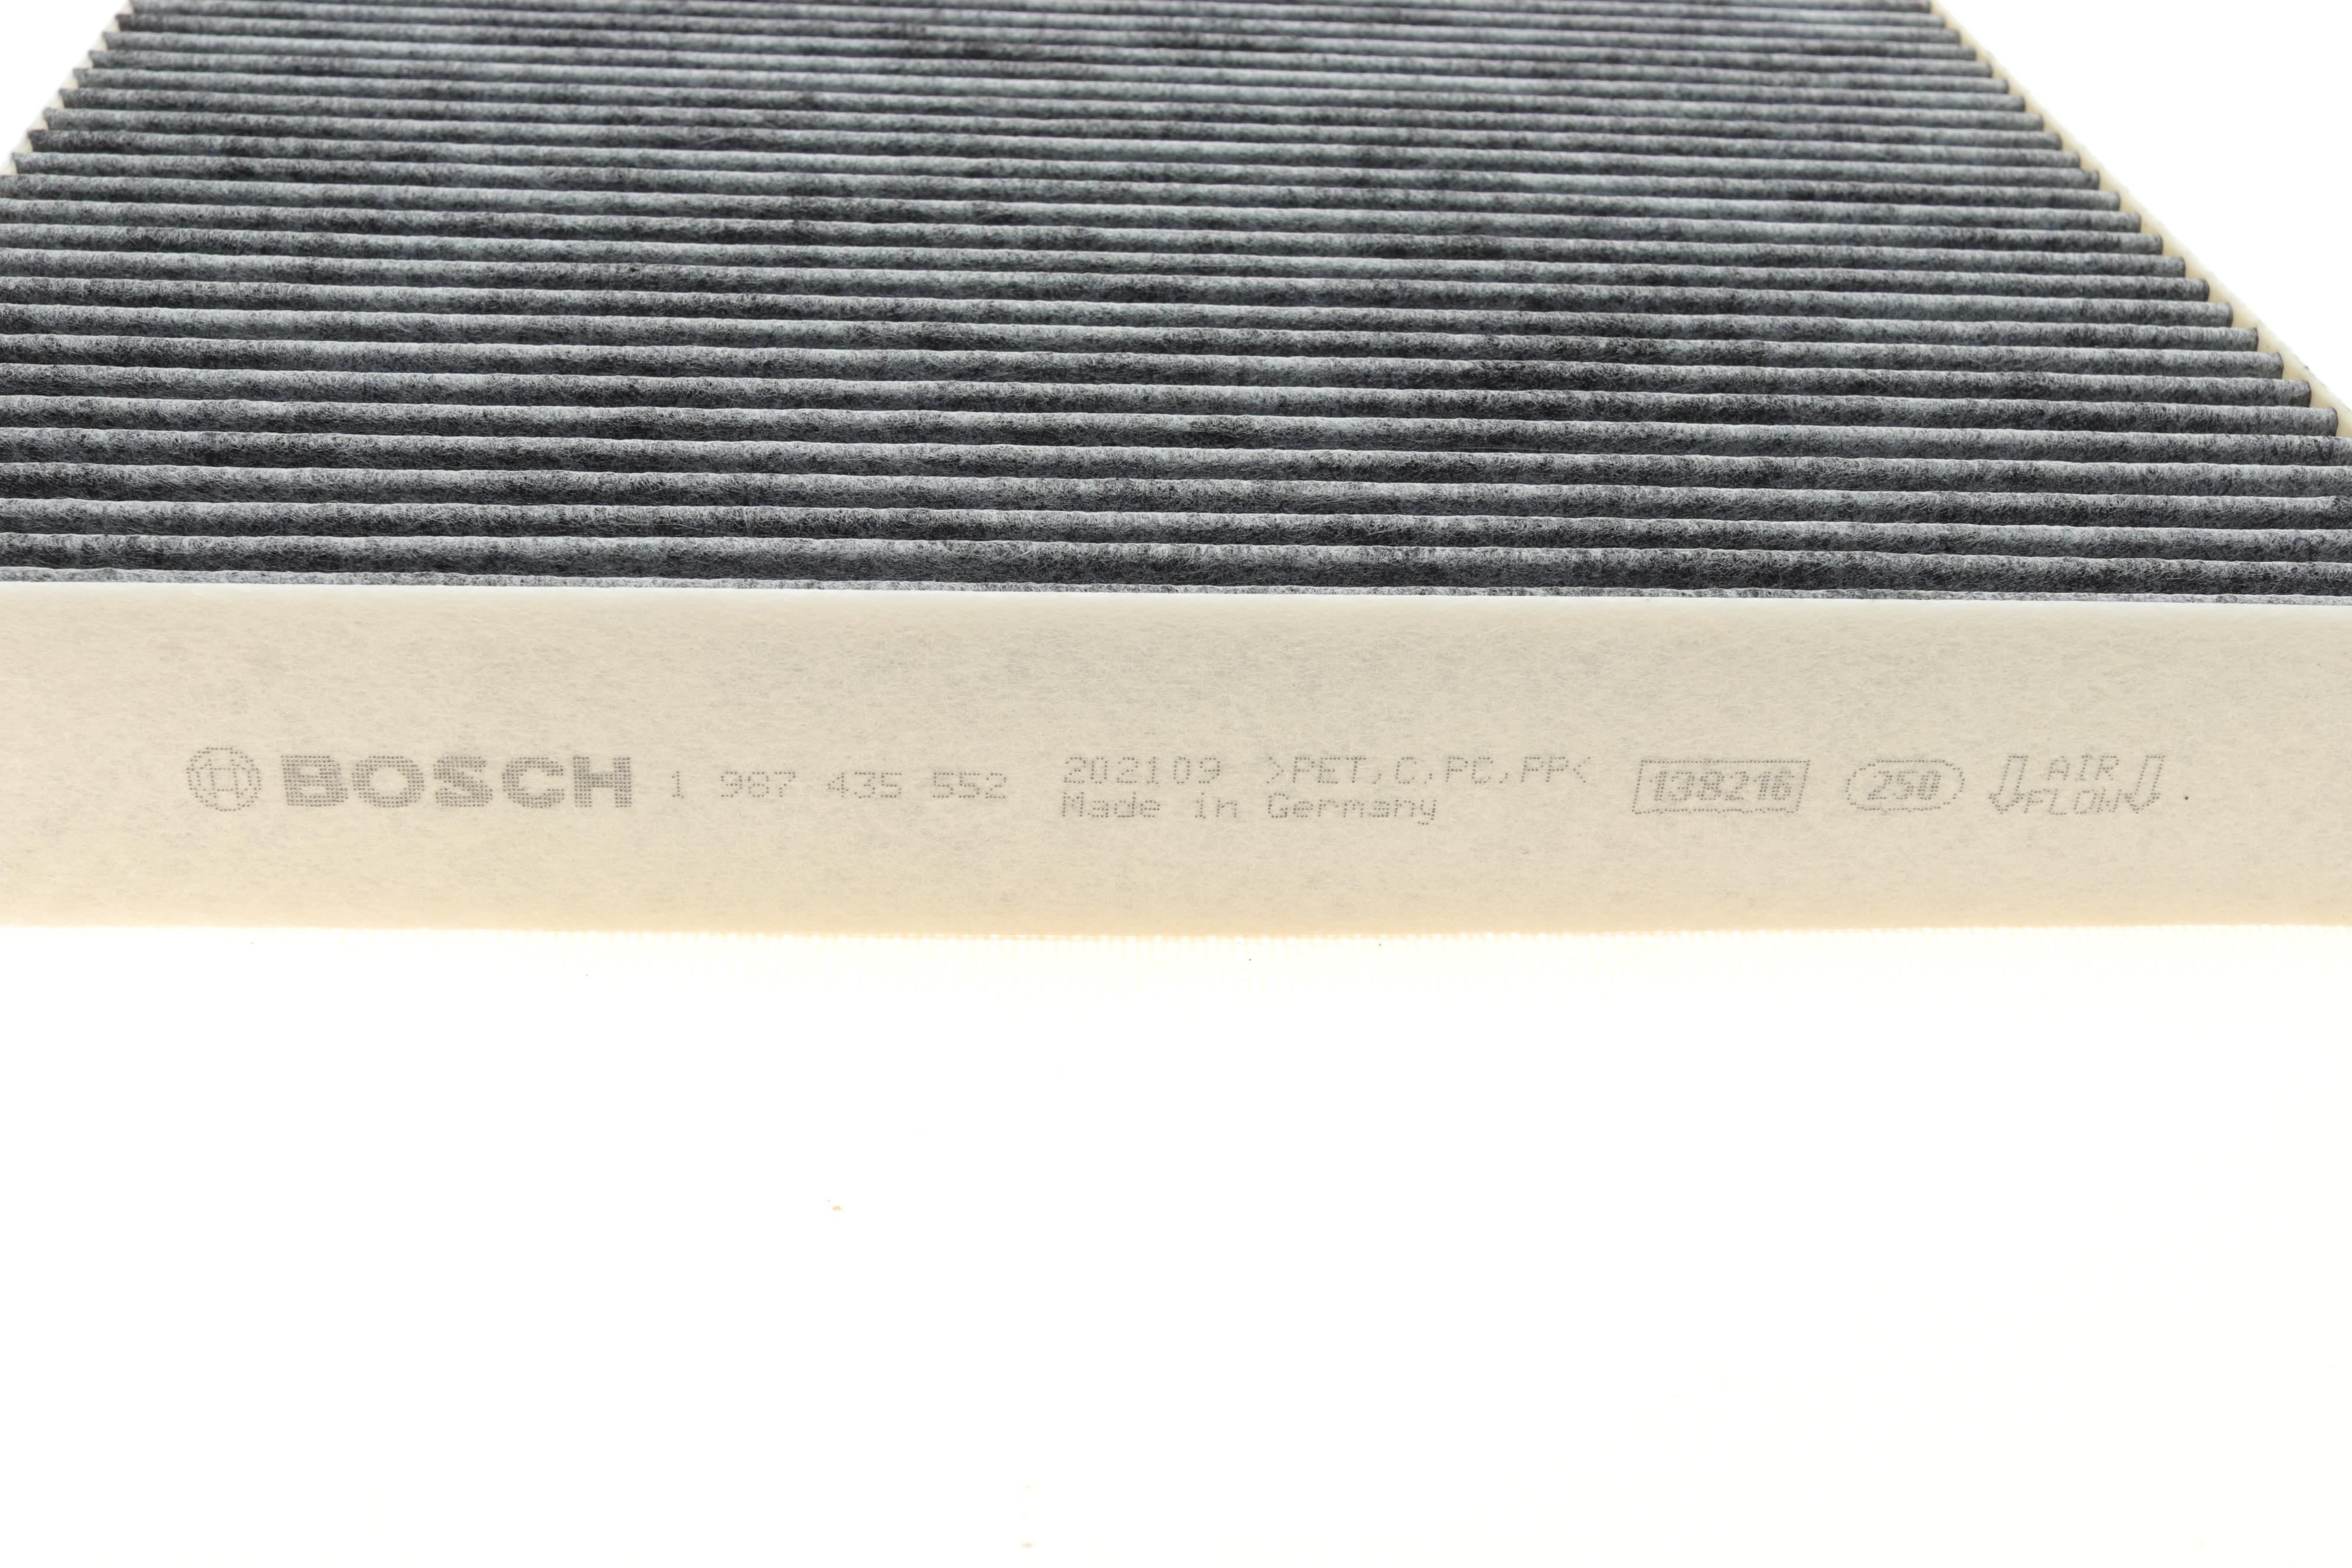 BOSCH 1 987 435 552
202109 >PET,C,PC,PP<
Made in Germany
138216
250
AIR
FLOW